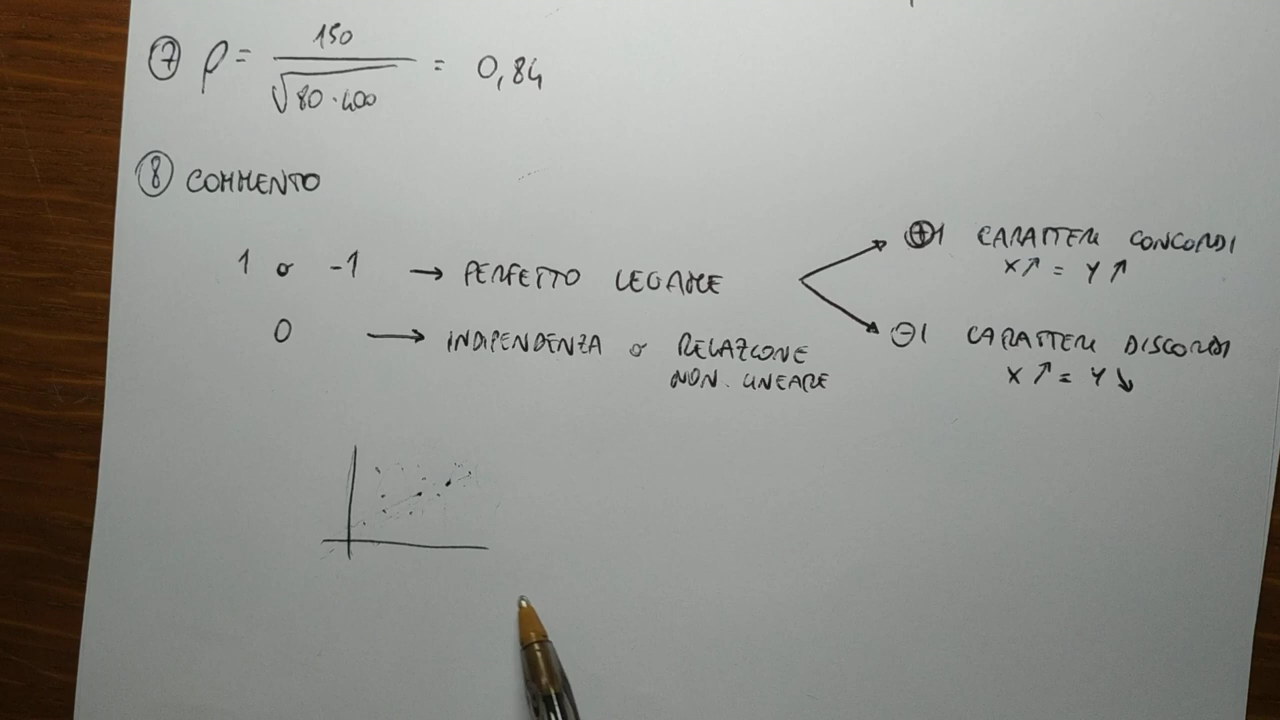 ⑦ ρ = 150 / √80·400 = 0,84
⑧ COMMENTO
1 o -1 → PERFETTO LEGAME
⊕1 CARATTERI CONCORDI
X↗ = Y↗
0 → INDIPENDENZA o RELAZIONE
NON. LINEARE
⊖1 CARATTERI DISCORDI
X↗ = Y↘